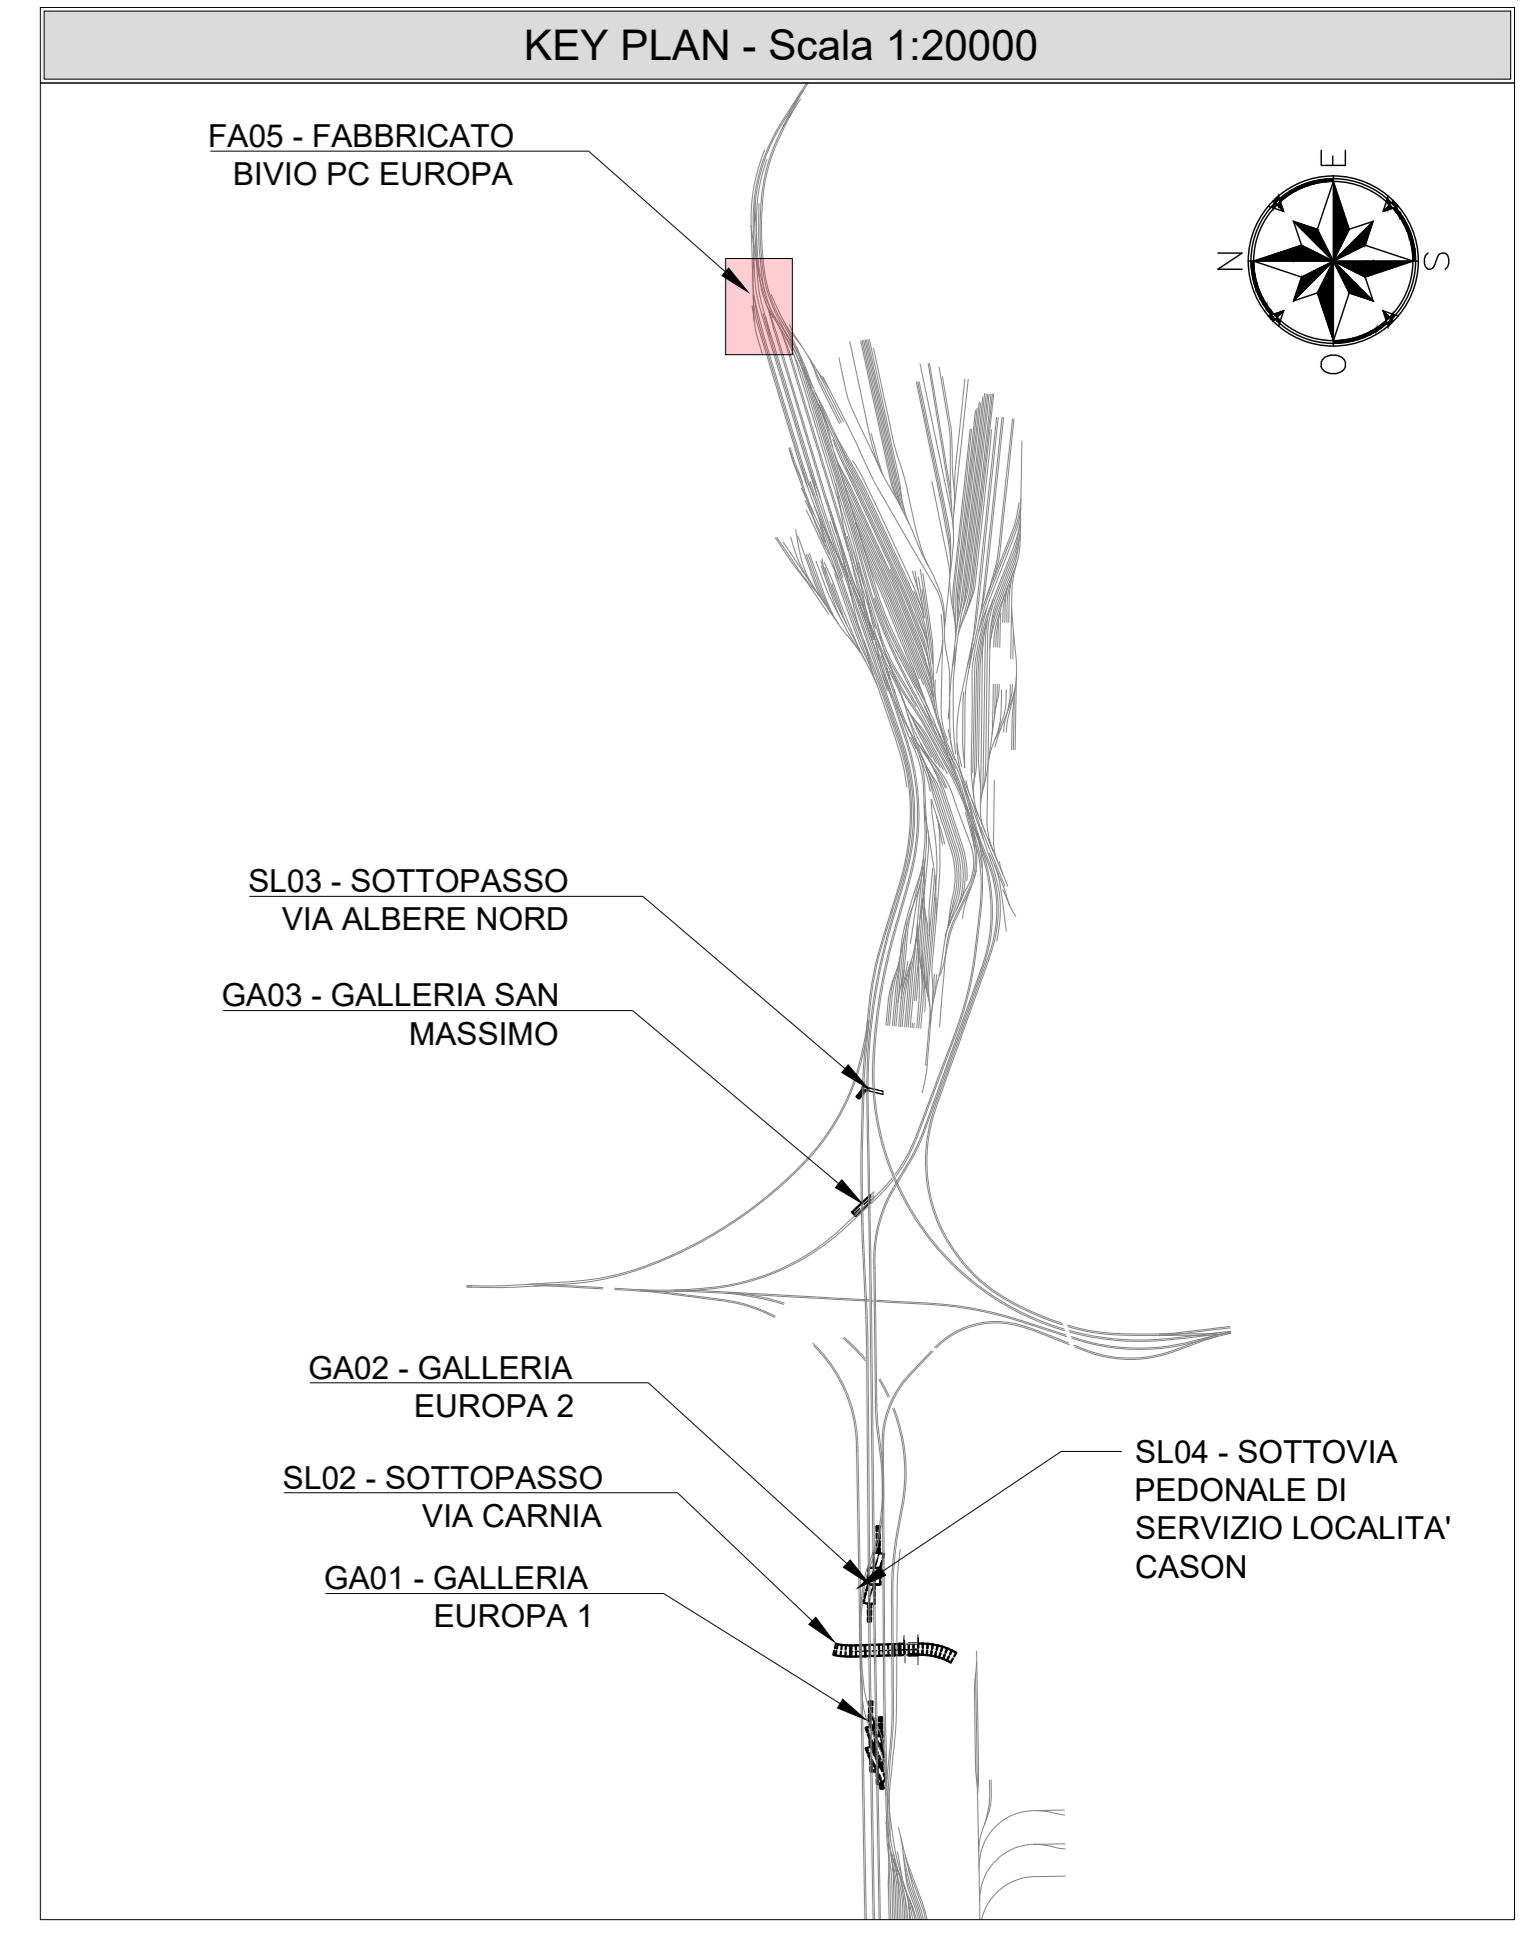 KEY PLAN - Scala 1:20000
FA05 - FABBRICATO
BIVIO PC EUROPA
E
N
S
O
SL03 - SOTTOPASSO
VIA ALBERE NORD
GA03 - GALLERIA SAN
MASSIMO
GA02 - GALLERIA
EUROPA 2
SL04 - SOTTOVIA
PEDONALE DI
SERVIZIO LOCALITA'
CASON
SL02 - SOTTOPASSO
VIA CARNIA
GA01 - GALLERIA
EUROPA 1